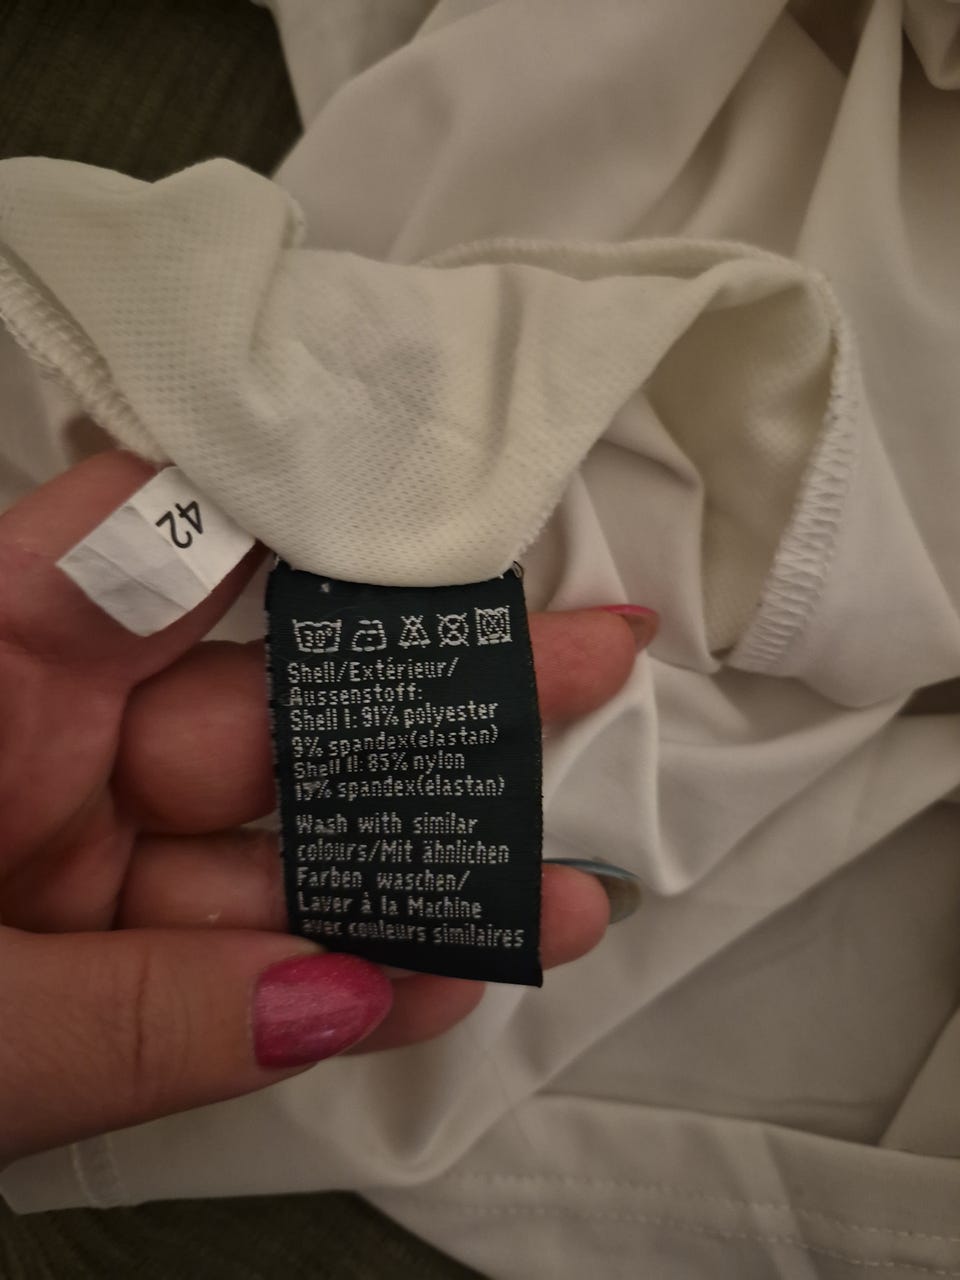 42
30°
Shell/Extérieur/
Aussenstoff:
Shell I: 91% polyester
9% spandex(elastan)
Shell II: 85% nylon
15% spandex(elastan)
Wash with similar
colours/Mit ähnlichen
Farben waschen/
Laver à la Machine
avec couleurs similaires